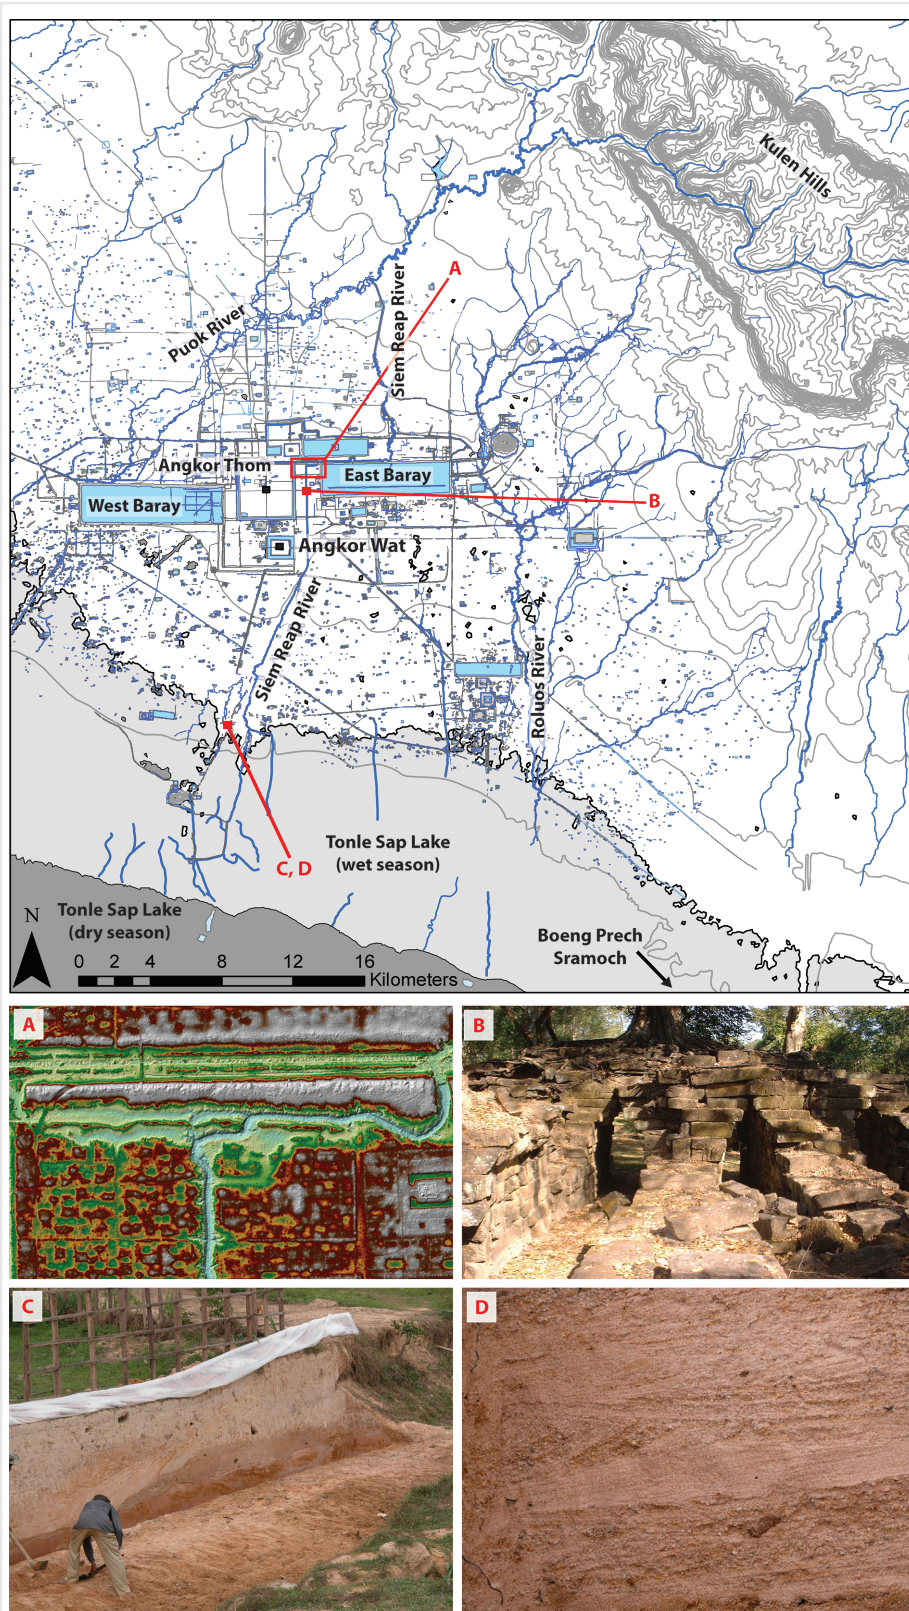 Kulen Hills
A
Siem Reap River
Puok River
Angkor Thom
East Baray
West Baray
B
Angkor Wat
Siem Reap River
Roluos River
Tonle Sap Lake
(wet season)
C, D
Tonle Sap Lake
(dry season)
Boeng Prech
Sramoch
N
0 2 4 8 12 16
Kilometers
A
B
C
D